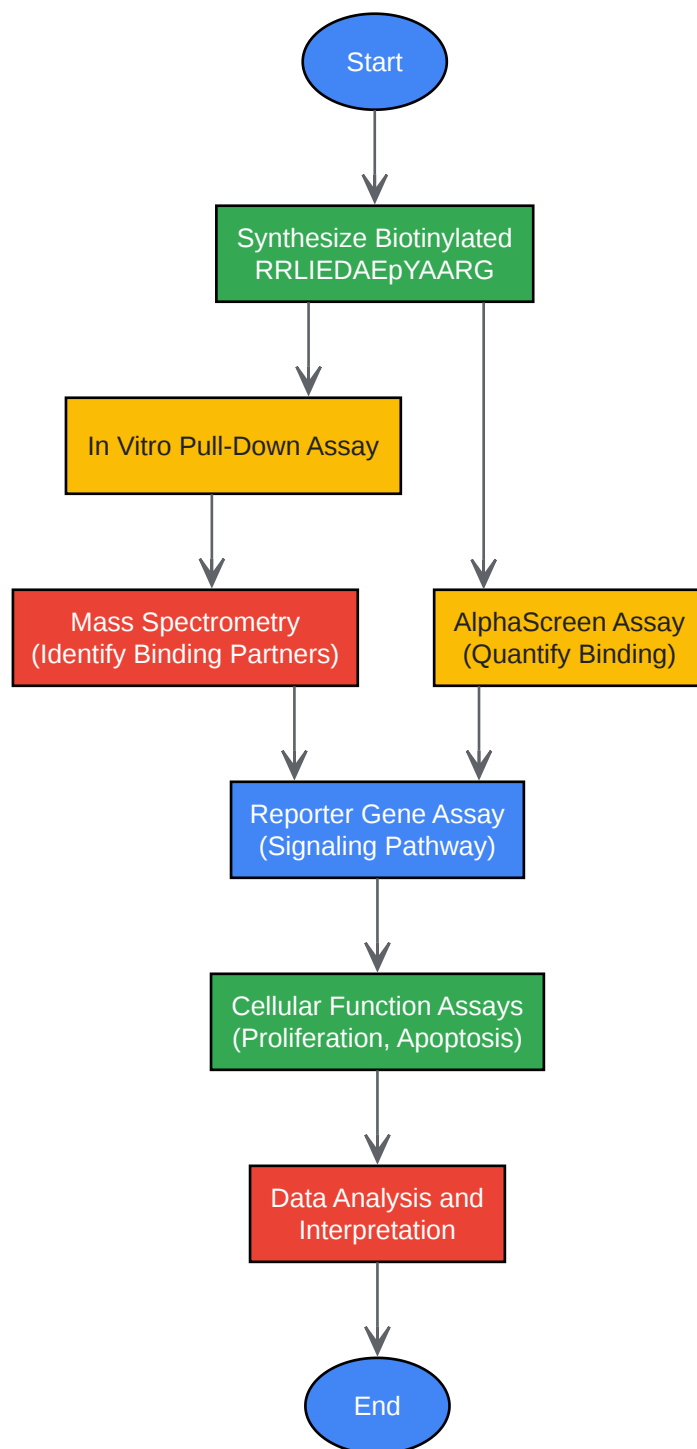 Start
Synthesize Biotinylated
RRLIEDAEpYAARG
In Vitro Pull-Down Assay
Mass Spectrometry
(Identify Binding Partners)
AlphaScreen Assay
(Quantify Binding)
Reporter Gene Assay
(Signaling Pathway)
Cellular Function Assays
(Proliferation, Apoptosis)
Data Analysis and
Interpretation
End